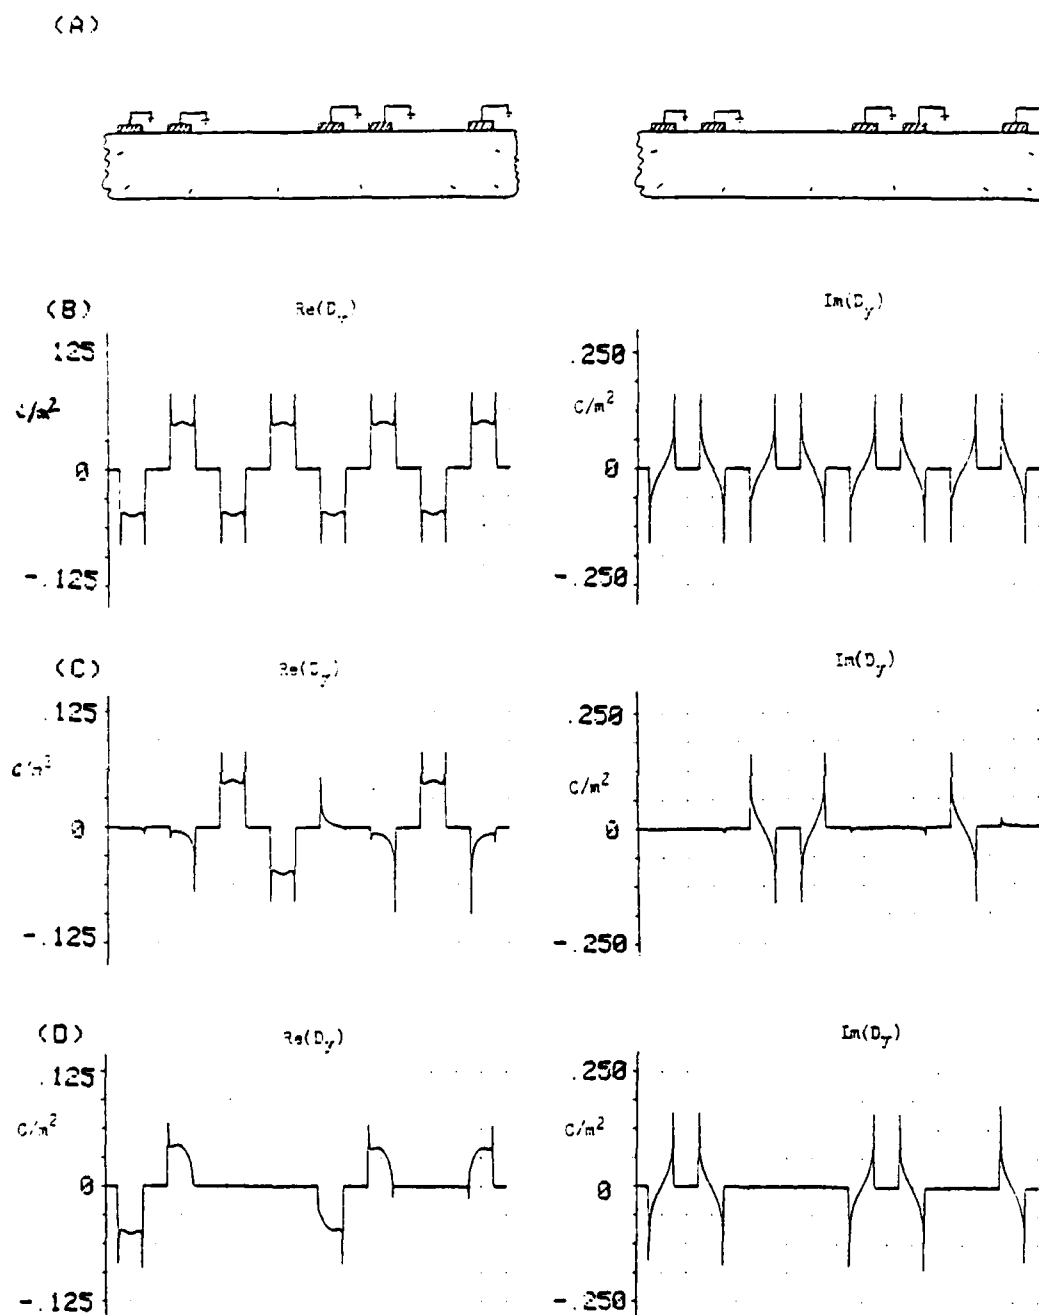 (A)
(B)
Re(D_y)
Im(D_y)
125
C/m²
0
-.125
.250
C/m²
0
-.250
(C)
Re(D_y)
Im(D_y)
.125
C/m²
0
-.125
.250
C/m²
0
-.250
(D)
Re(D_y)
Im(D_y)
.125
C/m²
0
-.125
.250
C/m²
0
-.250